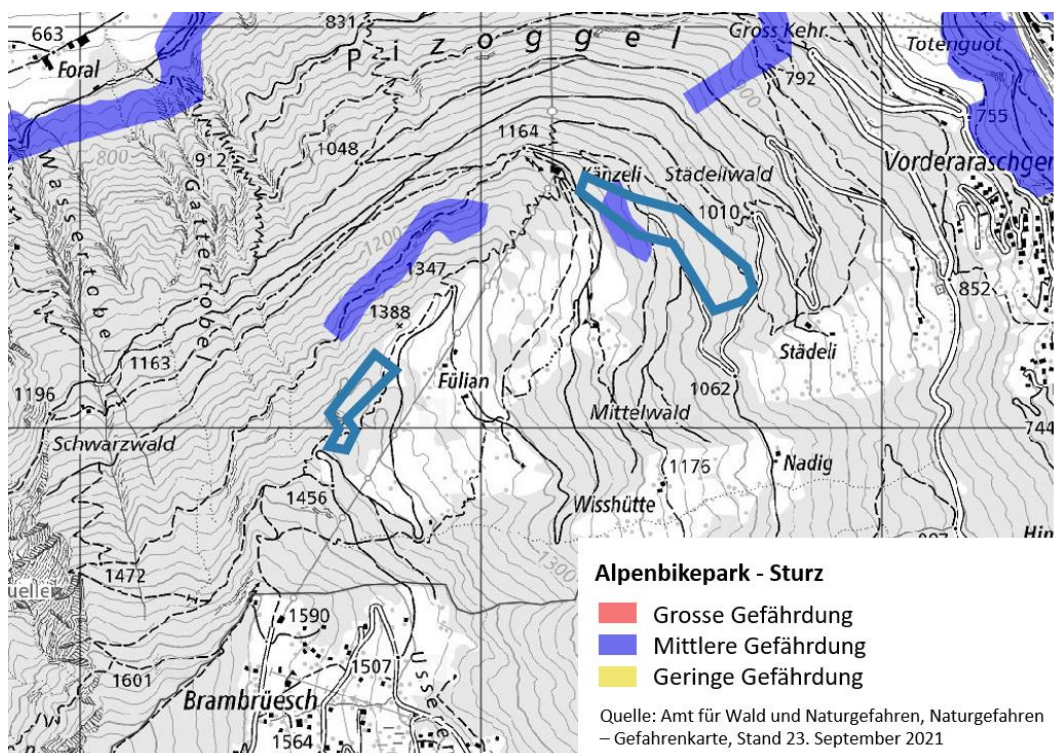 663
Foral
831
Pizoggel
Gross Kehr
792
Totenguot
755
800
912
1048
1164
Känzeli
Städeliwald
Vorderaraschgen
Wassertobel
Gattertobel
1200
1347
1010
852
1388
1163
Fülian
Städeli
1196
1062
Schwarzwald
Mittelwald
744
1176
Nadig
1456
Wisshütte
1300
1472
1590
1507
1601
Brambrüesch
1564
Alpenbikepark - Sturz
Grosse Gefährdung
Mittlere Gefährdung
Geringe Gefährdung
Quelle: Amt für Wald und Naturgefahren, Naturgefahren
– Gefahrenkarte, Stand 23. September 2021